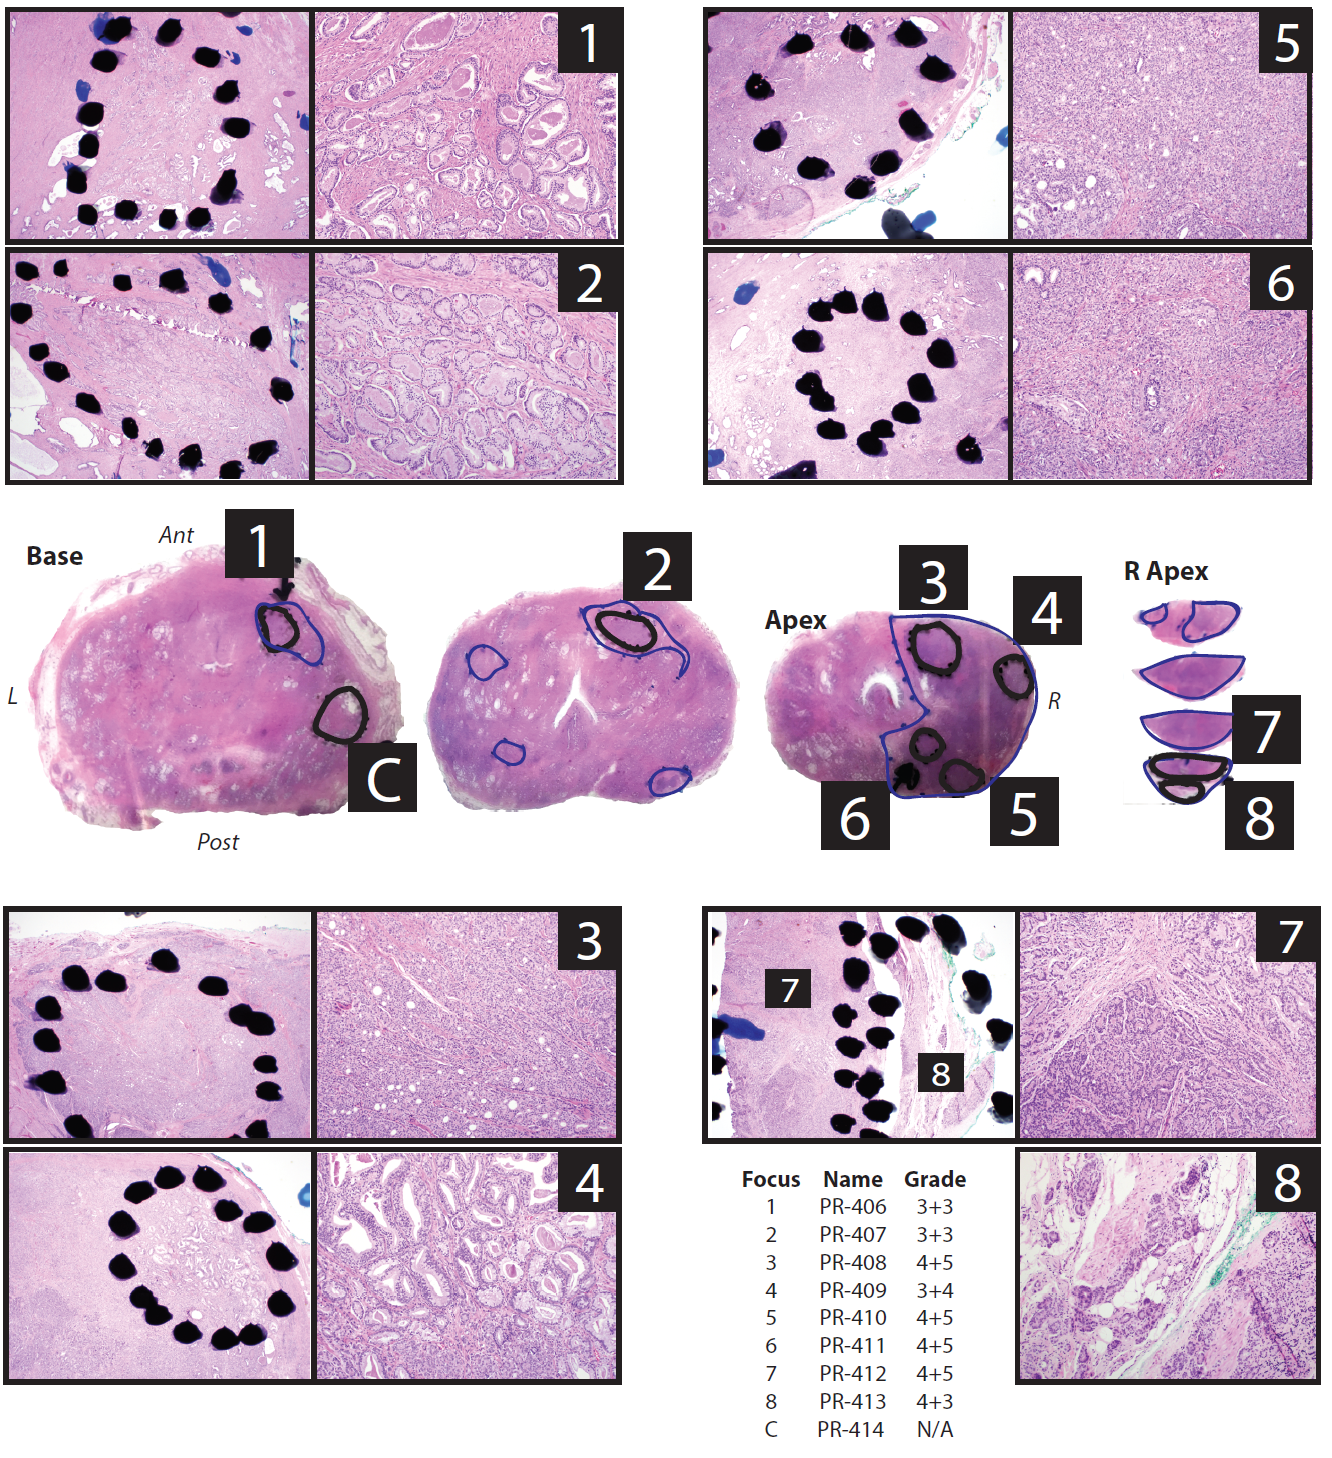 1
5
2
6
Ant
Base
1
2
3
4
R Apex
Apex
L
R
7
C
6
5
8
Post
3
7
7
8
4
8
Focus Name Grade
1 PR-406 3+3
2 PR-407 3+3
3 PR-408 4+5
4 PR-409 3+4
5 PR-410 4+5
6 PR-411 4+5
7 PR-412 4+5
8 PR-413 4+3
C PR-414 N/A